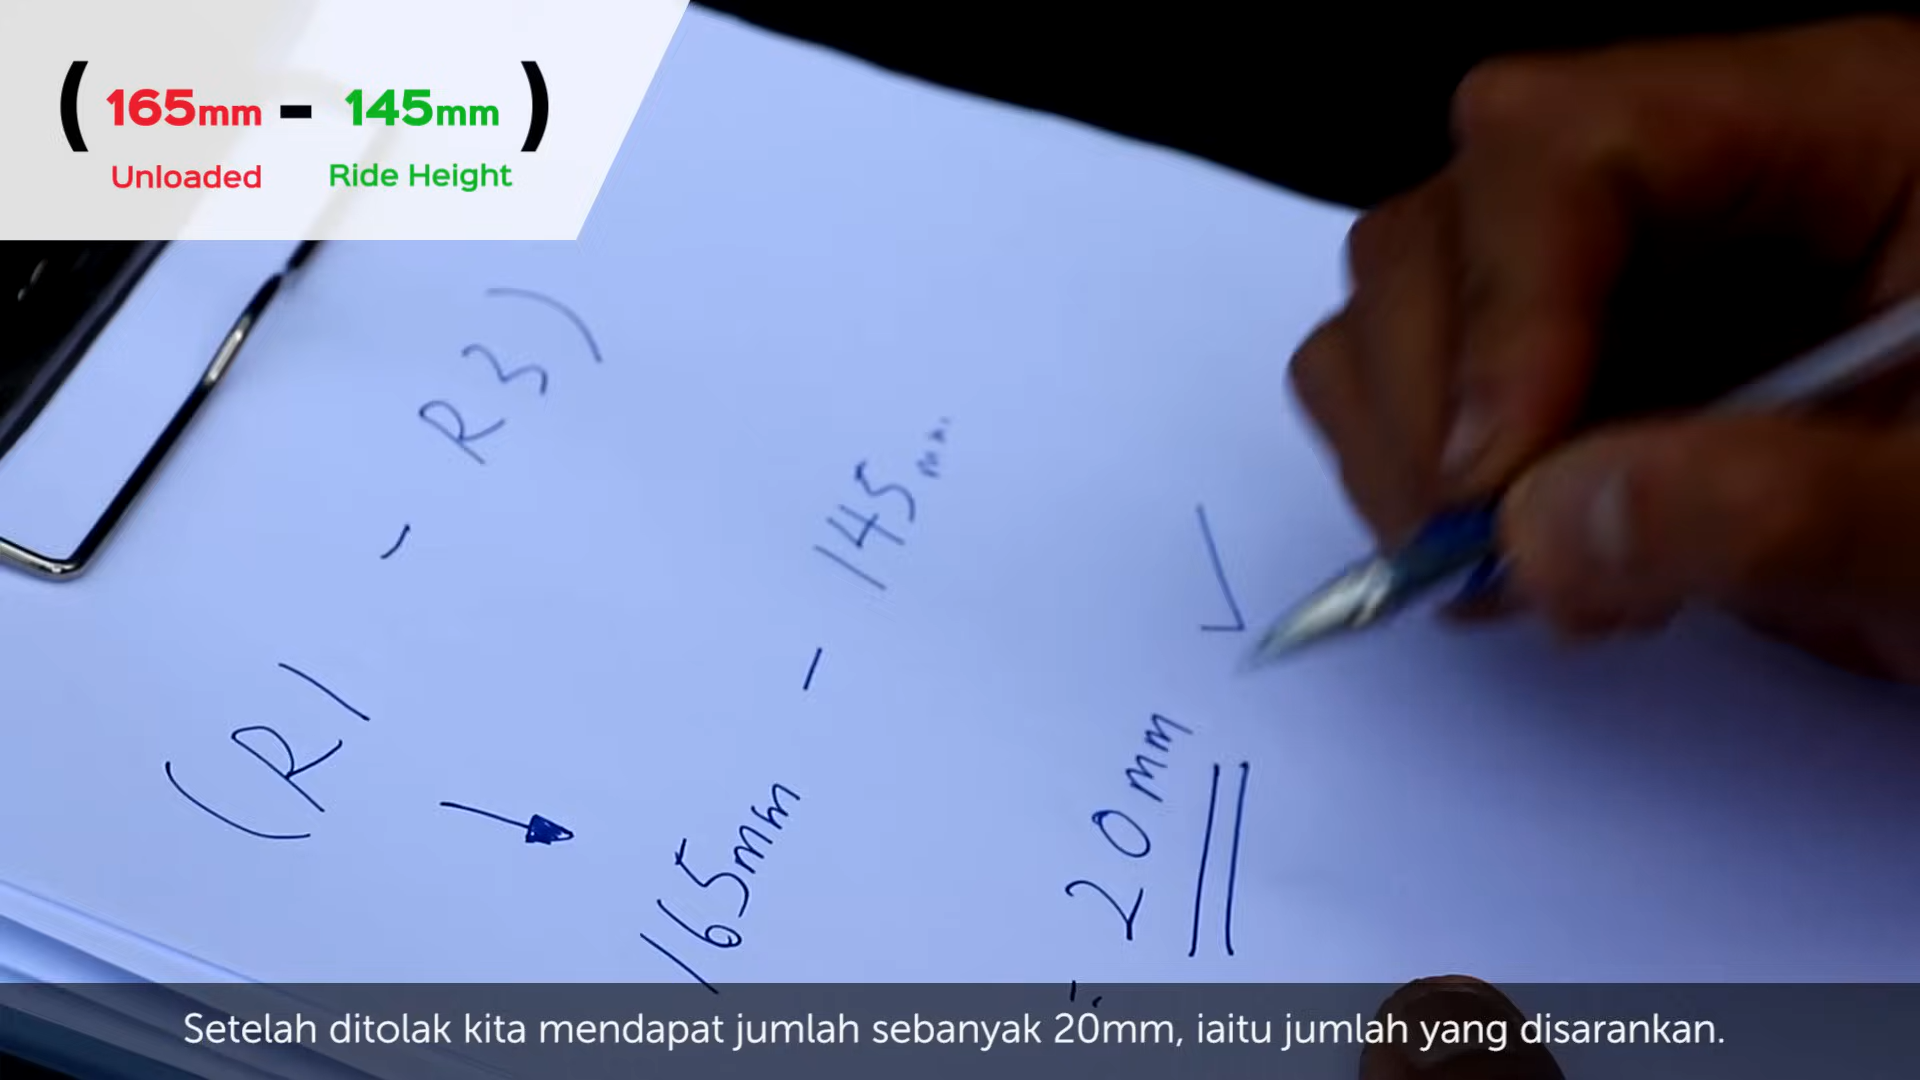 ( 165mm - 145mm )
Unloaded Ride Height
(R1 - R3)
165mm - 145mm
= 20mm
Setelah ditolak kita mendapat jumlah sebanyak 20mm, iaitu jumlah yang disarankan.